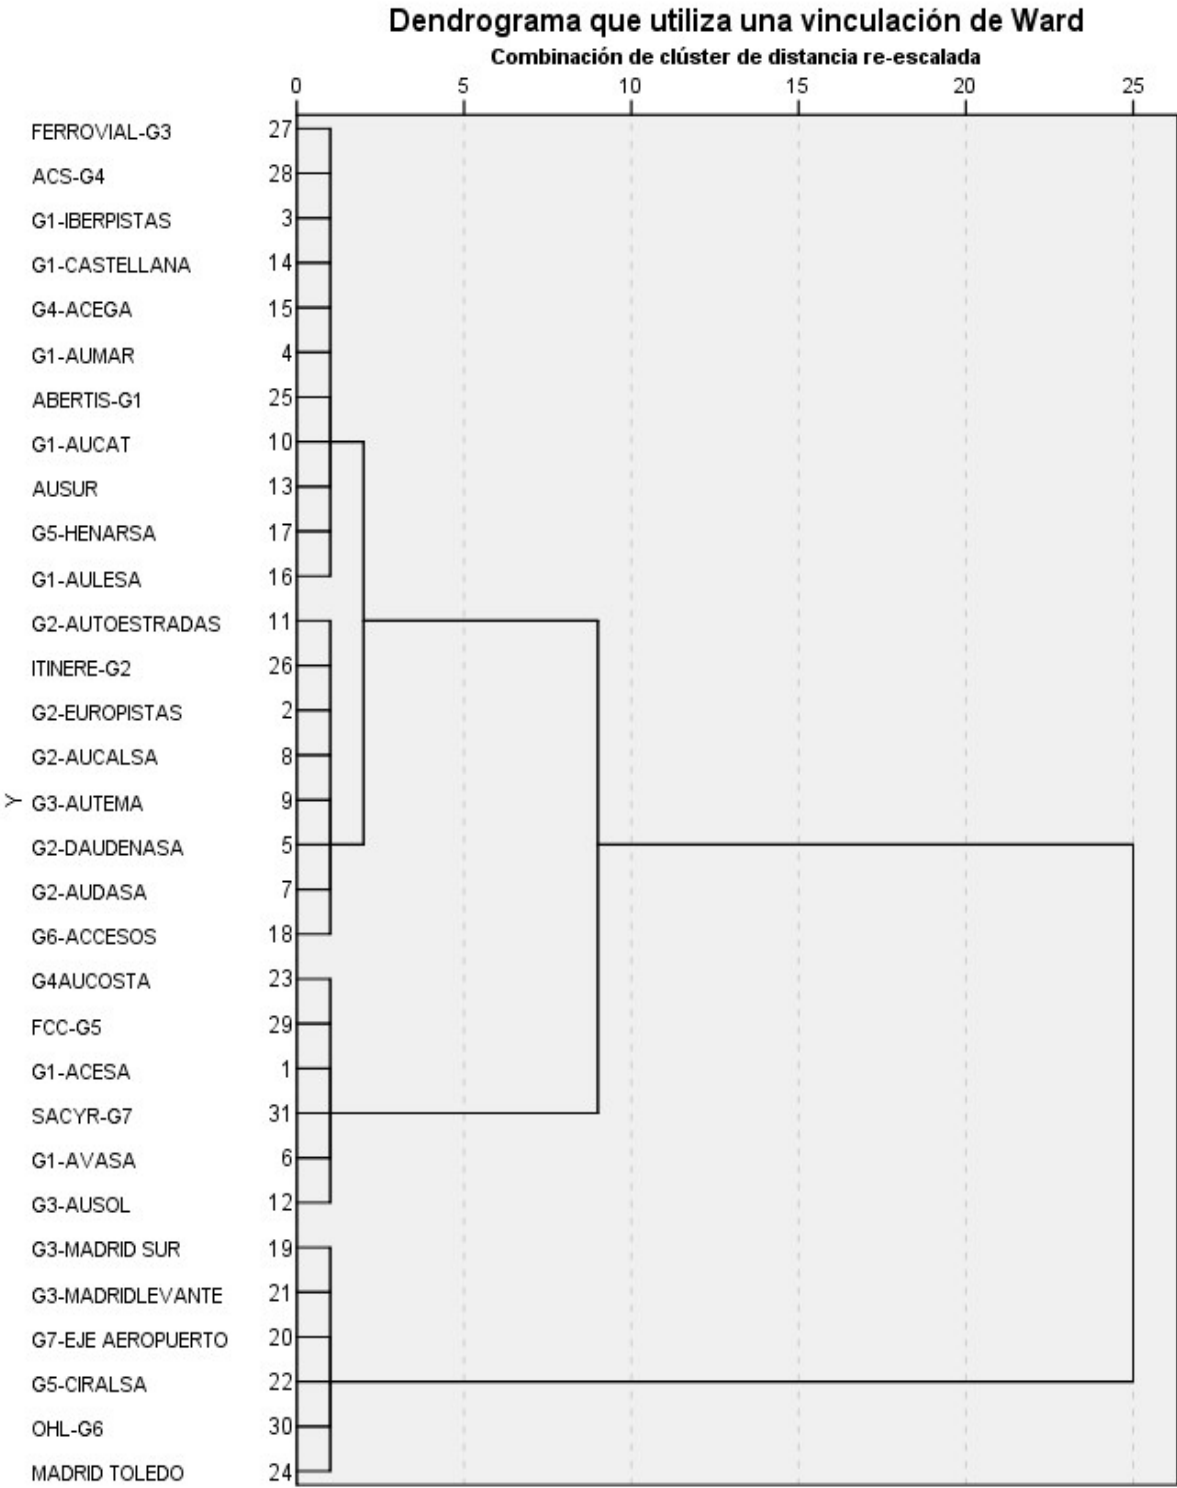 Dendrograma que utiliza una vinculación de Ward
Combinación de clúster de distancia re-escalada
0 5 10 15 20 25
FERROVIAL-G3 27
ACS-G4 28
G1-IBERPISTAS 3
G1-CASTELLANA 14
G4-ACEGA 15
G1-AUMAR 4
ABERTIS-G1 25
G1-AUCAT 10
AUSUR 13
G5-HENARSA 17
G1-AULESA 16
G2-AUTOESTRADAS 11
ITINERE-G2 26
G2-EUROPISTAS 2
G2-AUCALSA 8
Y
G3-AUTEMA 9
G2-DAUDENASA 5
G2-AUDASA 7
G6-ACCESOS 18
G4AUCOSTA 23
FCC-G5 29
G1-ACESA 1
SACYR-G7 31
G1-AVASA 6
G3-AUSOL 12
G3-MADRID SUR 19
G3-MADRIDLEVANTE 21
G7-EJE AEROPUERTO 20
G5-CIRALSA 22
OHL-G6 30
MADRID TOLEDO 24